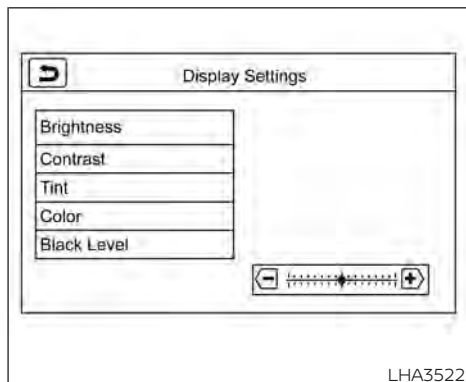 Display Settings
Brightness
Contrast
Tint
Color
Black Level
LHA3522